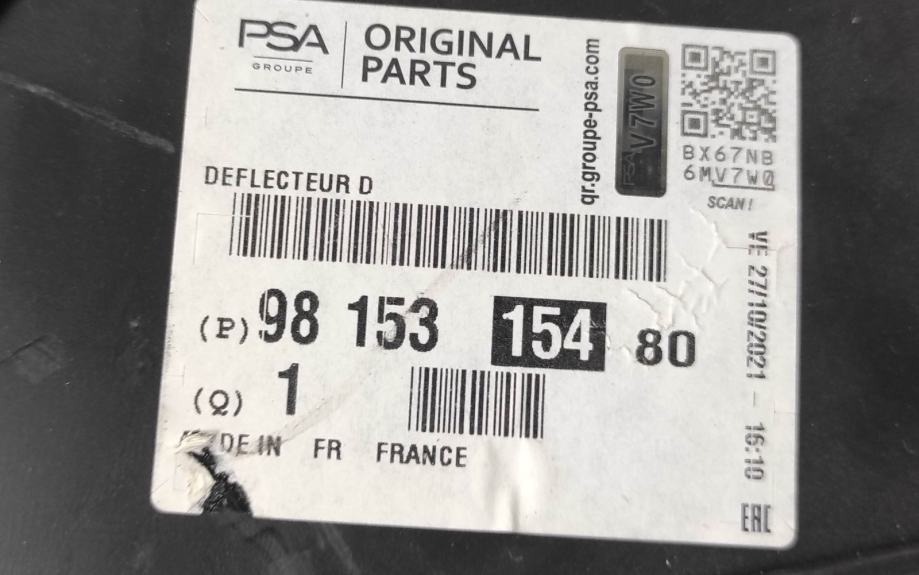 PSA
GROUPE
ORIGINAL
PARTS
qr.groupe-psa.com
V7W0
BX67NB
6MV7W0
SCAN!
DEFLECTEUR D
(P) 98 153 154 80
(Q) 1
DE IN FR FRANCE
VE 27/10/2021 - 16:10
EAC